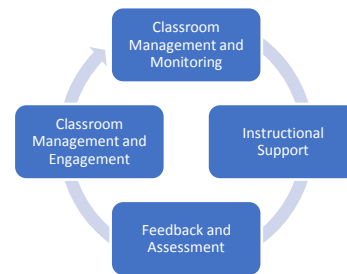 Classroom
Management and
Monitoring
Instructional
Support
Feedback and
Assessment
Classroom
Management and
Engagement